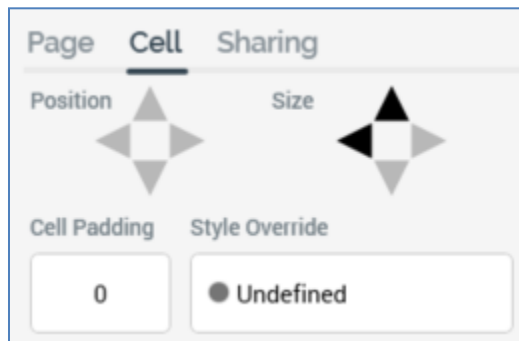 Page Cell Sharing
Position Size
Cell Padding Style Override
0 Undefined